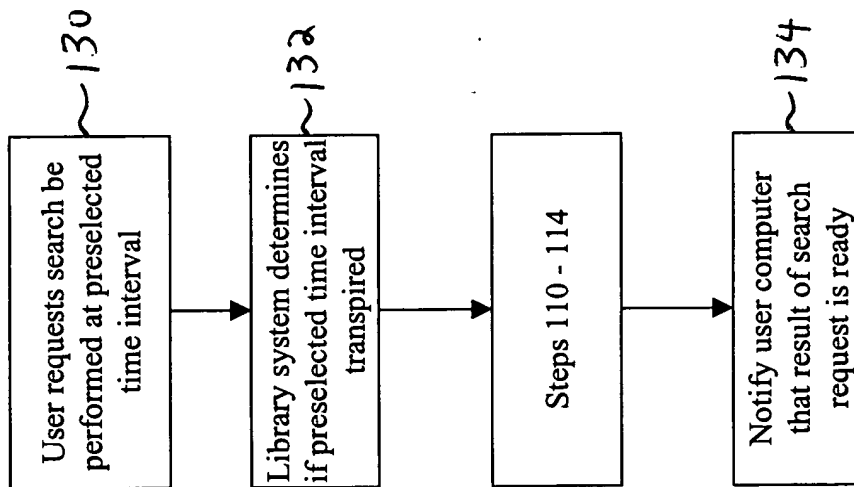 User requests search be
performed at preselected
time interval
130
Library system determines
if preselected time interval
transpired
132
Steps 110 - 114
Notify user computer
that result of search
request is ready
134